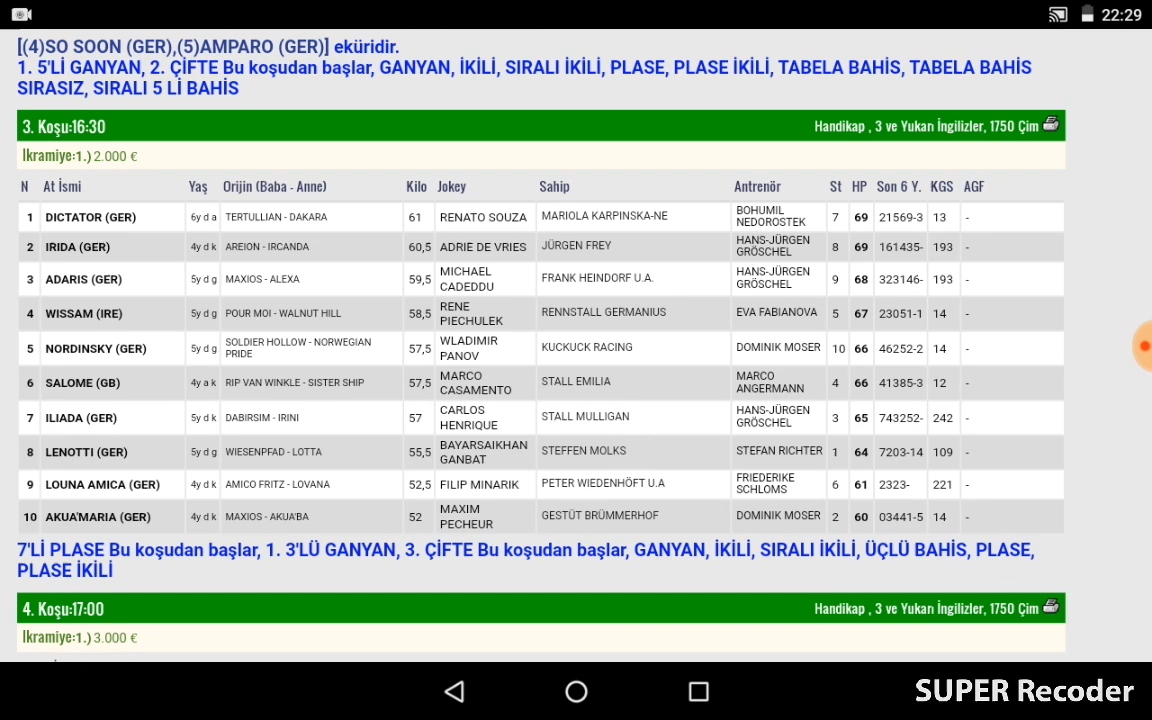 22:29
[(4)SO SOON (GER),(5)AMPARO (GER)] eküridir.
1. 5'Lİ GANYAN, 2. ÇİFTE Bu koşudan başlar, GANYAN, İKİLİ, SIRALI İKİLİ, PLASE, PLASE İKİLİ, TABELA BAHİS, TABELA BAHİS
SIRASIZ, SIRALI 5 Lİ BAHİS
3. Koşu:16:30 Handikap , 3 ve Yukarı İngilizler, 1750 Çim
İkramiye:1.) 2.000 €
N At İsmi Yaş Orijin (Baba - Anne) Kilo Jokey Sahip Antrenör St HP Son 6 Y. KGS AGF
1 DICTATOR (GER) 6y d a TERTULLIAN - DAKARA 61 RENATO SOUZA MARIOLA KARPINSKA-NE BOHUMIL NEDOROSTEK 7 69 21569-3 13 -
2 IRIDA (GER) 4y d k AREION - IRCANDA 60,5 ADRIE DE VRIES JÜRGEN FREY HANS-JÜRGEN GRÖSCHEL 8 69 161435- 193 -
3 ADARIS (GER) 5y d g MAXIOS - ALEXA 59,5 MICHAEL CADEDDU FRANK HEINDORF U.A. HANS-JÜRGEN GRÖSCHEL 9 68 323146- 193 -
4 WISSAM (IRE) 5y d g POUR MOI - WALNUT HILL 58,5 RENE PIECHULEK RENNSTALL GERMANIUS EVA FABIANOVA 5 67 23051-1 14 -
5 NORDINSKY (GER) 5y d g SOLDIER HOLLOW - NORWEGIAN PRIDE 57,5 WLADIMIR PANOV KUCKUCK RACING DOMINIK MOSER 10 66 46252-2 14 -
6 SALOME (GB) 4y a k RIP VAN WINKLE - SISTER SHIP 57,5 MARCO CASAMENTO STALL EMILIA MARCO ANGERMANN 4 66 41385-3 12 -
7 ILIADA (GER) 5y d k DABIRSIM - IRINI 57 CARLOS HENRIQUE STALL MULLIGAN HANS-JÜRGEN GRÖSCHEL 3 65 743252- 242 -
8 LENOTTI (GER) 5y d g WIESENPFAD - LOTTA 55,5 BAYARSAIKHAN GANBAT STEFFEN MOLKS STEFAN RICHTER 1 64 7203-14 109 -
9 LOUNA AMICA (GER) 4y d k AMICO FRITZ - LOVANA 52,5 FILIP MINARIK PETER WIEDENHÖFT U.A FRIEDERIKE SCHLOMS 6 61 2323- 221 -
10 AKUA'MARIA (GER) 4y d k MAXIOS - AKUA'BA 52 MAXIM PECHEUR GESTÜT BRÜMMERHOF DOMINIK MOSER 2 60 03441-5 14 -
7'Lİ PLASE Bu koşudan başlar, 1. 3'LÜ GANYAN, 3. ÇİFTE Bu koşudan başlar, GANYAN, İKİLİ, SIRALI İKİLİ, ÜÇLÜ BAHİS, PLASE,
PLASE İKİLİ
4. Koşu:17:00 Handikap , 3 ve Yukarı İngilizler, 1750 Çim
İkramiye:1.) 3.000 €
SUPER Recoder